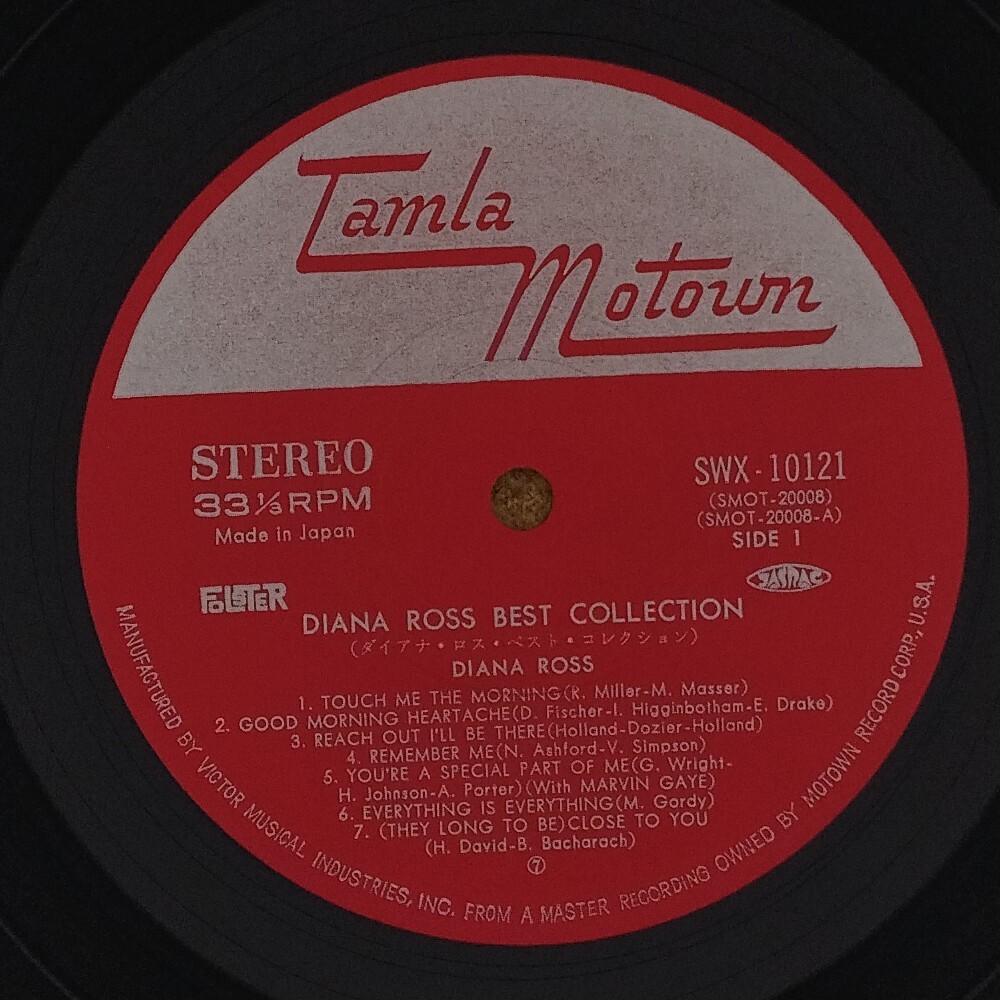 Tamla
Motown
STEREO
33 1/3 RPM
Made in Japan
SWX-10121
(SMOT-20008)
(SMOT-20008-A)
SIDE 1
FOLSTER
JASRAC
DIANA ROSS BEST COLLECTION
(ダイアナ・ロス・ベスト・コレクション)
DIANA ROSS
1. TOUCH ME THE MORNING(R. Miller-M. Masser)
2. GOOD MORNING HEARTACHE(D. Fischer-I. Higginbotham-E. Drake)
3. REACH OUT I'LL BE THERE(Holland-Dozier-Holland)
4. REMEMBER ME(N. Ashford-V. Simpson)
5. YOU'RE A SPECIAL PART OF ME(G. Wright-
H. Johnson-A. Porter)(With MARVIN GAYE)
6. EVERYTHING IS EVERYTHING(M. Gordy)
7. (THEY LONG TO BE)CLOSE TO YOU
(H. David-B. Bacharach)
⑦
MANUFACTURED BY VICTOR MUSICAL INDUSTRIES, INC. FROM A MASTER RECORDING OWNED BY MOTOWN RECORD CORP., U.S.A.